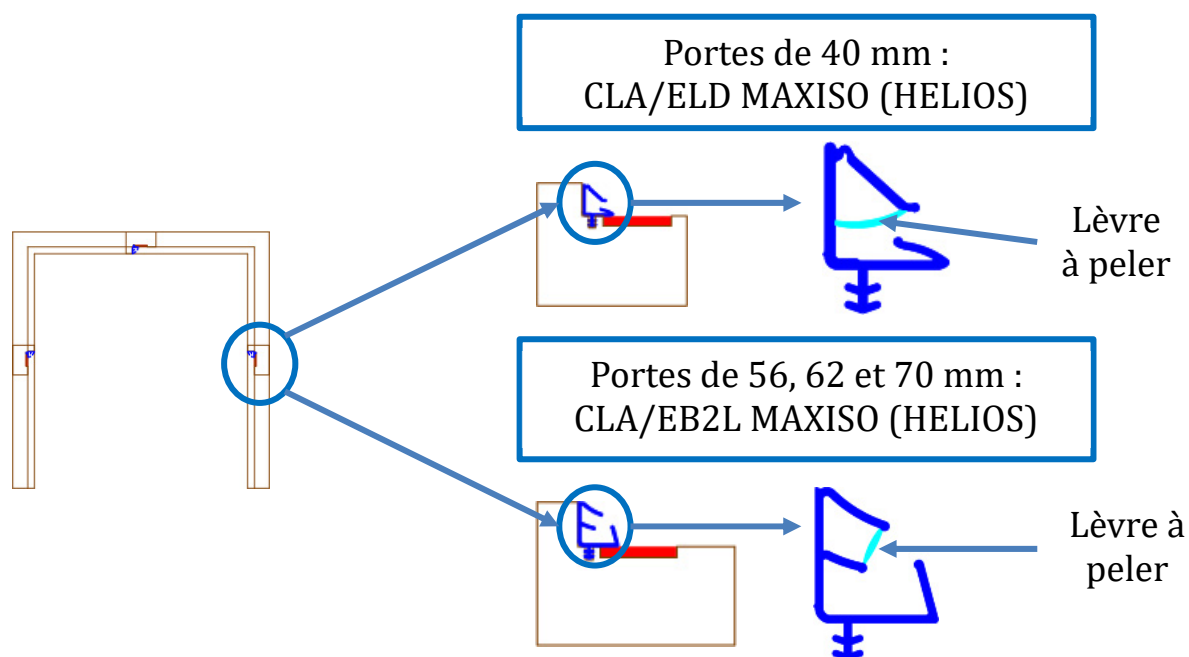 Portes de 40 mm :
CLA/ELD MAXISO (HELIOS)
Lèvre
à peler
Portes de 56, 62 et 70 mm :
CLA/EB2L MAXISO (HELIOS)
Lèvre à
peler